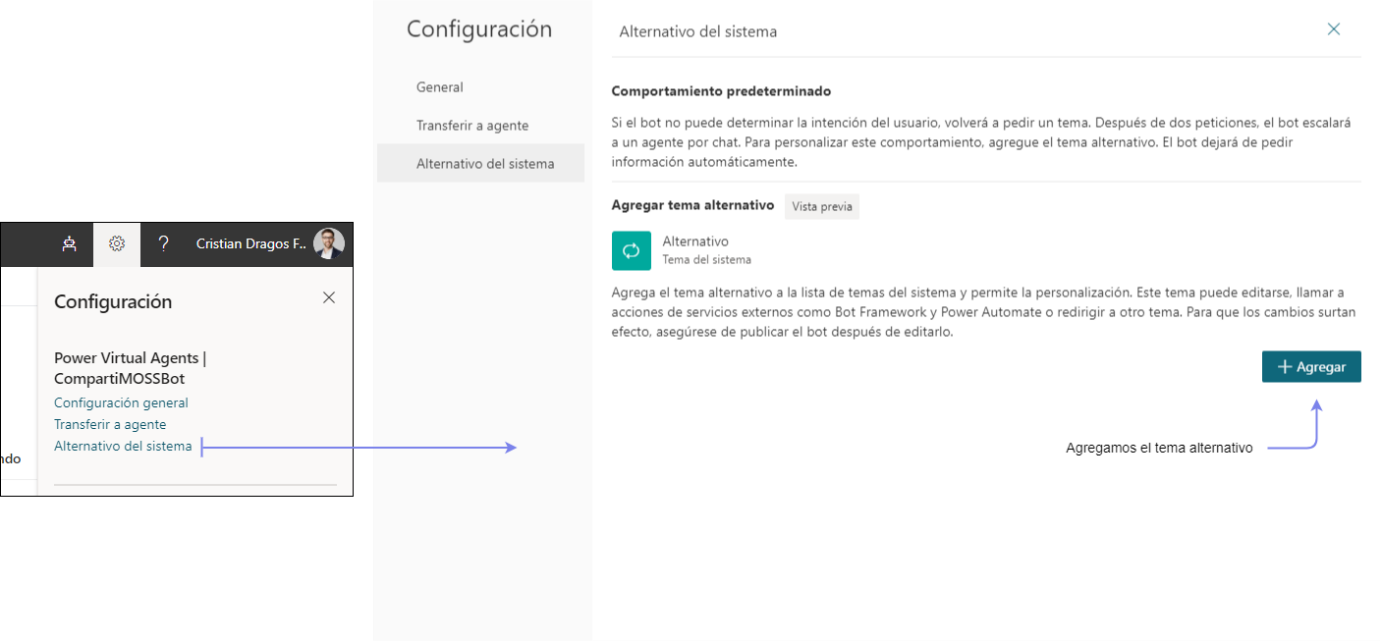 Cristian Dragos F..
Configuración
Power Virtual Agents |
CompartiMOSSBot
Configuración general
Transferir a agente
Alternativo del sistema
ndo
Configuración
General
Transferir a agente
Alternativo del sistema
Alternativo del sistema
Comportamiento predeterminado
Si el bot no puede determinar la intención del usuario, volverá a pedir un tema. Después de dos peticiones, el bot escalará
a un agente por chat. Para personalizar este comportamiento, agregue el tema alternativo. El bot dejará de pedir
información automáticamente.
Agregar tema alternativo Vista previa
Alternativo
Tema del sistema
Agrega el tema alternativo a la lista de temas del sistema y permite la personalización. Este tema puede editarse, llamar a
acciones de servicios externos como Bot Framework y Power Automate o redirigir a otro tema. Para que los cambios surtan
efecto, asegúrese de publicar el bot después de editarlo.
Agregar
Agregamos el tema alternativo